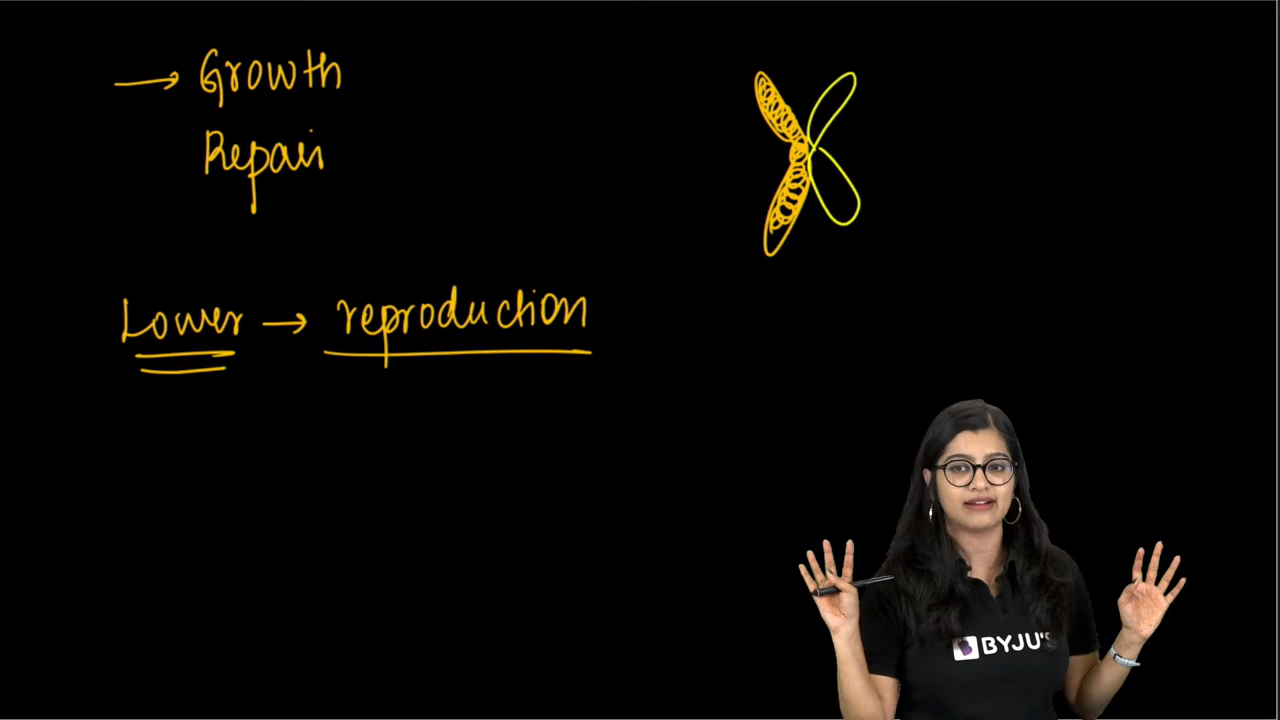 → Growth
Repair
Lower → reproduction
BYJU'S